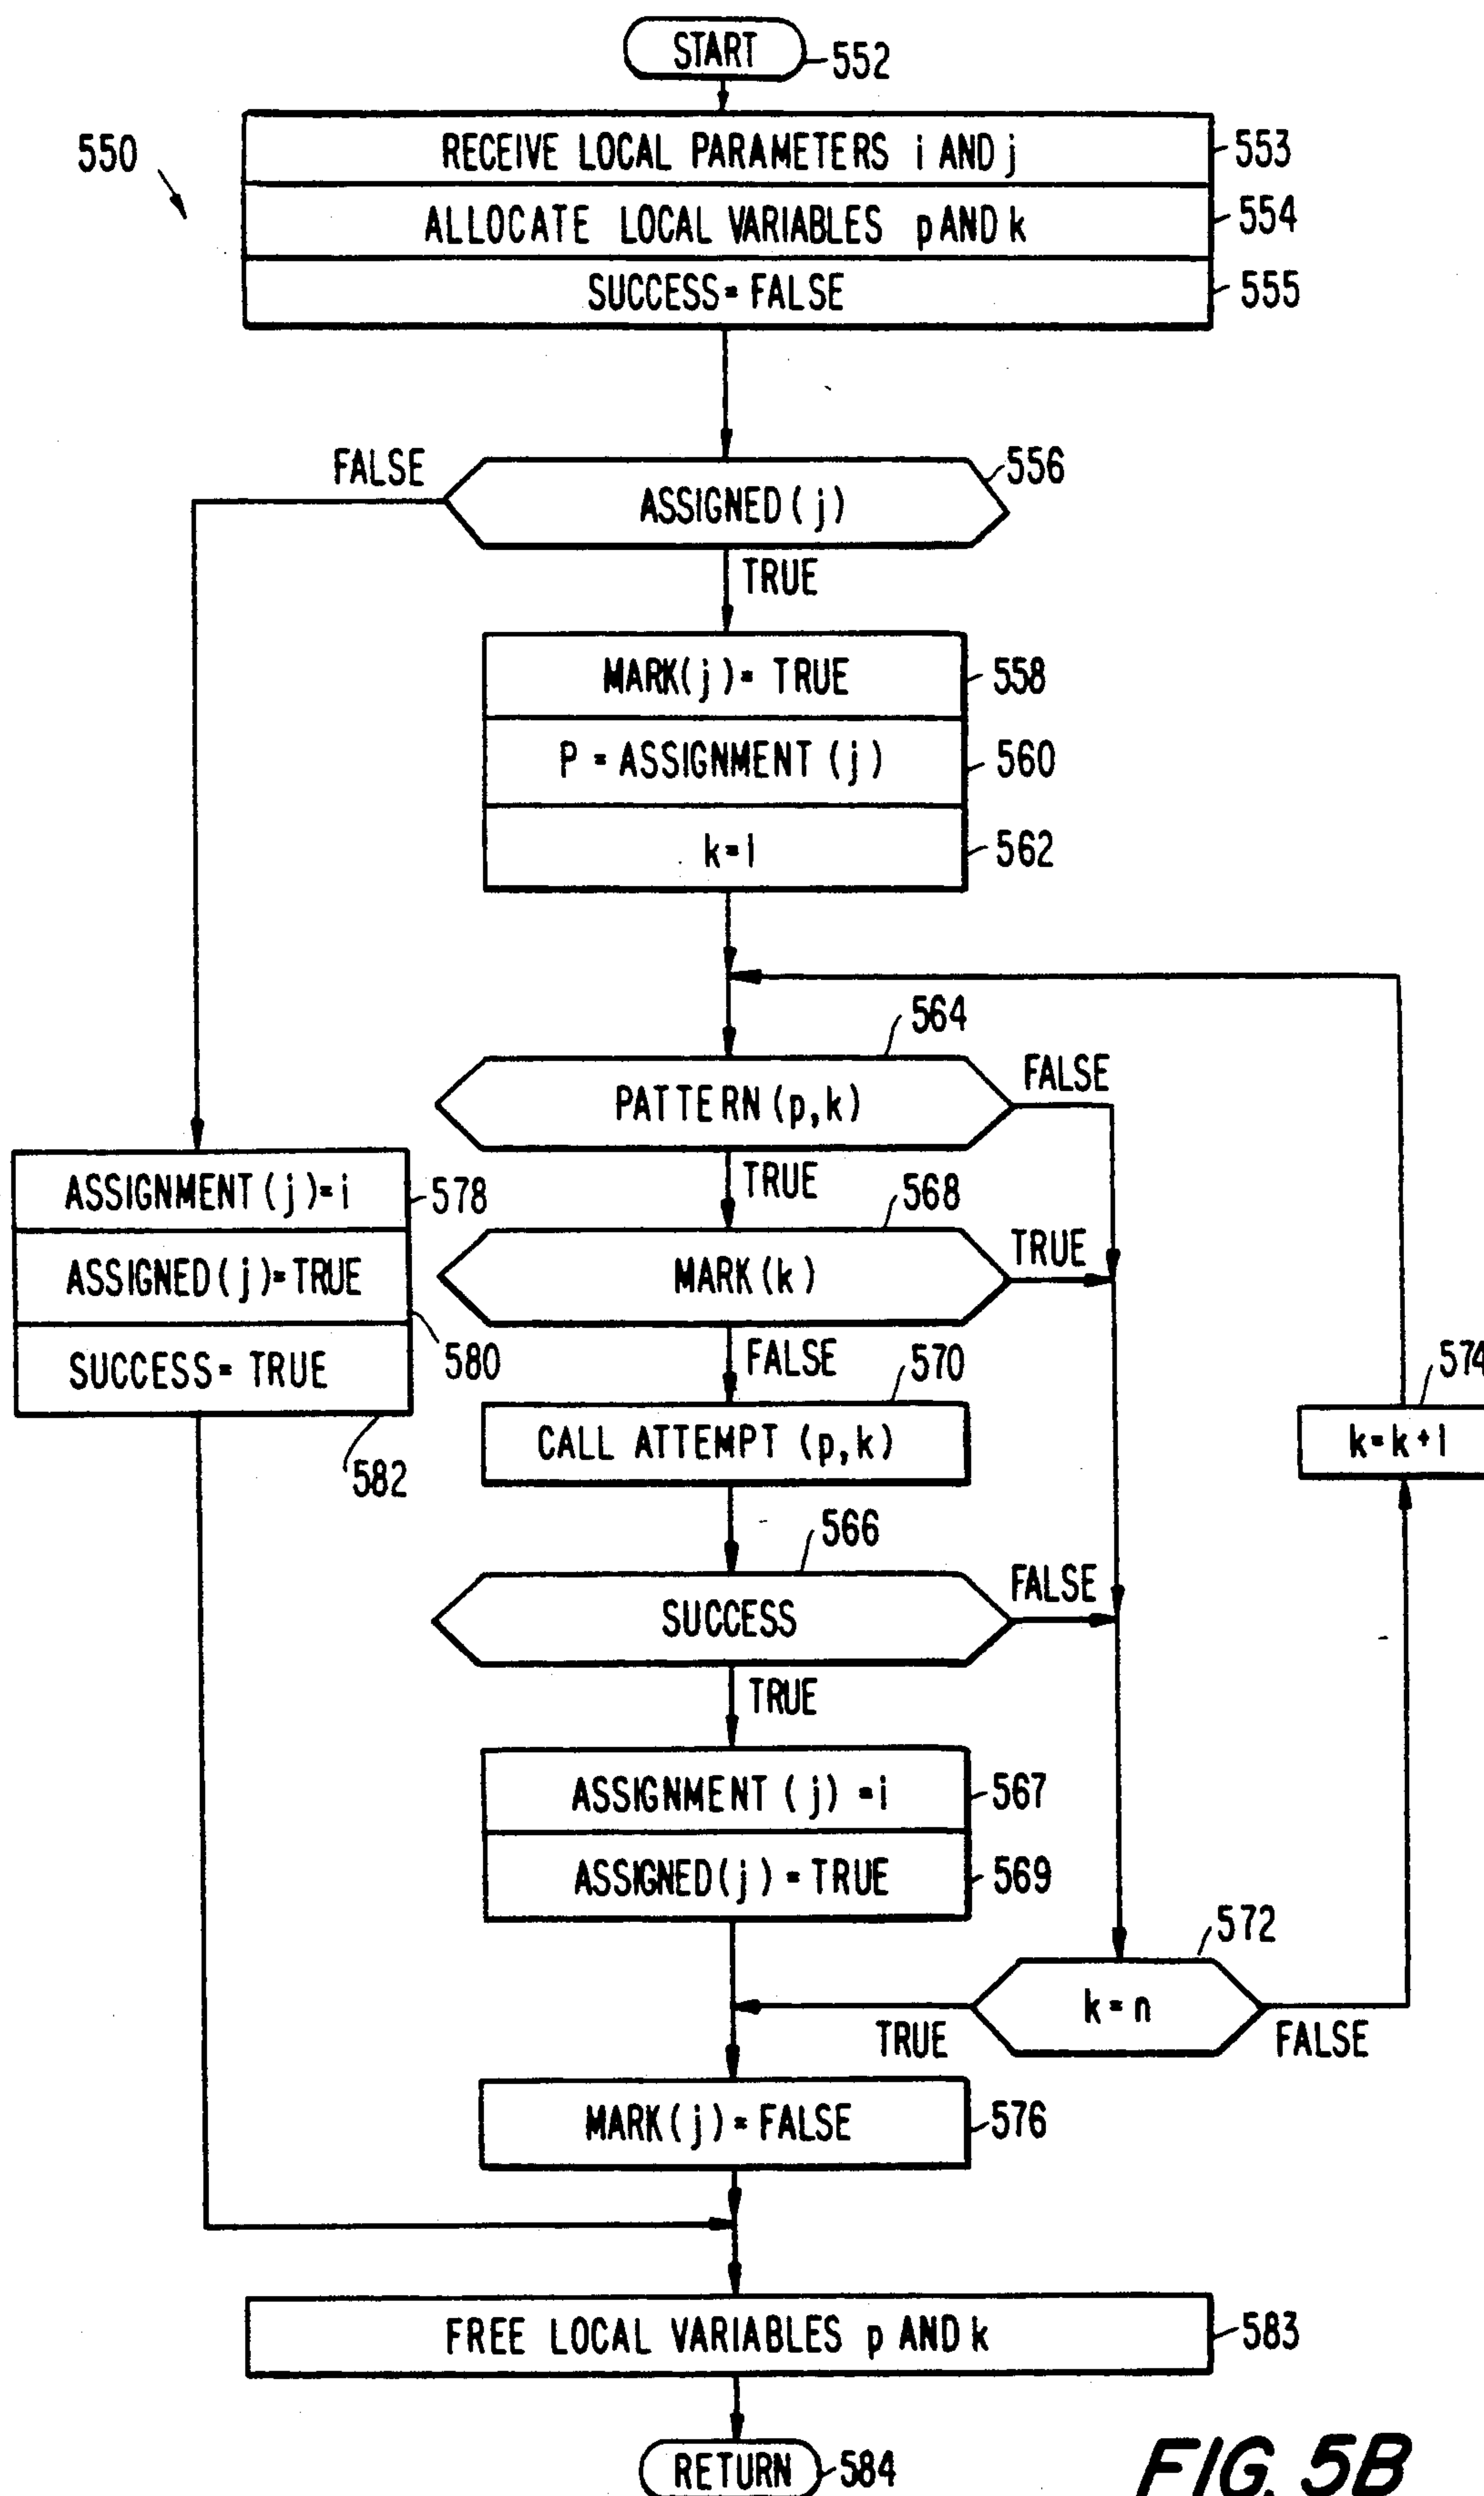 START
552
550
RECEIVE LOCAL PARAMETERS i AND j
553
ALLOCATE LOCAL VARIABLES p AND k
554
SUCCESS = FALSE
555
FALSE
ASSIGNED (j)
556
TRUE
MARK(j) = TRUE
558
P = ASSIGNMENT (j)
560
k=1
562
564
PATTERN (p,k)
FALSE
TRUE
568
MARK (k)
TRUE
FALSE
ASSIGNMENT (j)=i
578
ASSIGNED (j)=TRUE
580
SUCCESS = TRUE
582
570
CALL ATTEMPT (p,k)
574
k=k+1
566
SUCCESS
FALSE
TRUE
ASSIGNMENT (j) = i
567
ASSIGNED(j) = TRUE
569
572
k=n
TRUE
FALSE
MARK(j) = FALSE
576
FREE LOCAL VARIABLES p AND k
583
RETURN
584
FIG. 5B